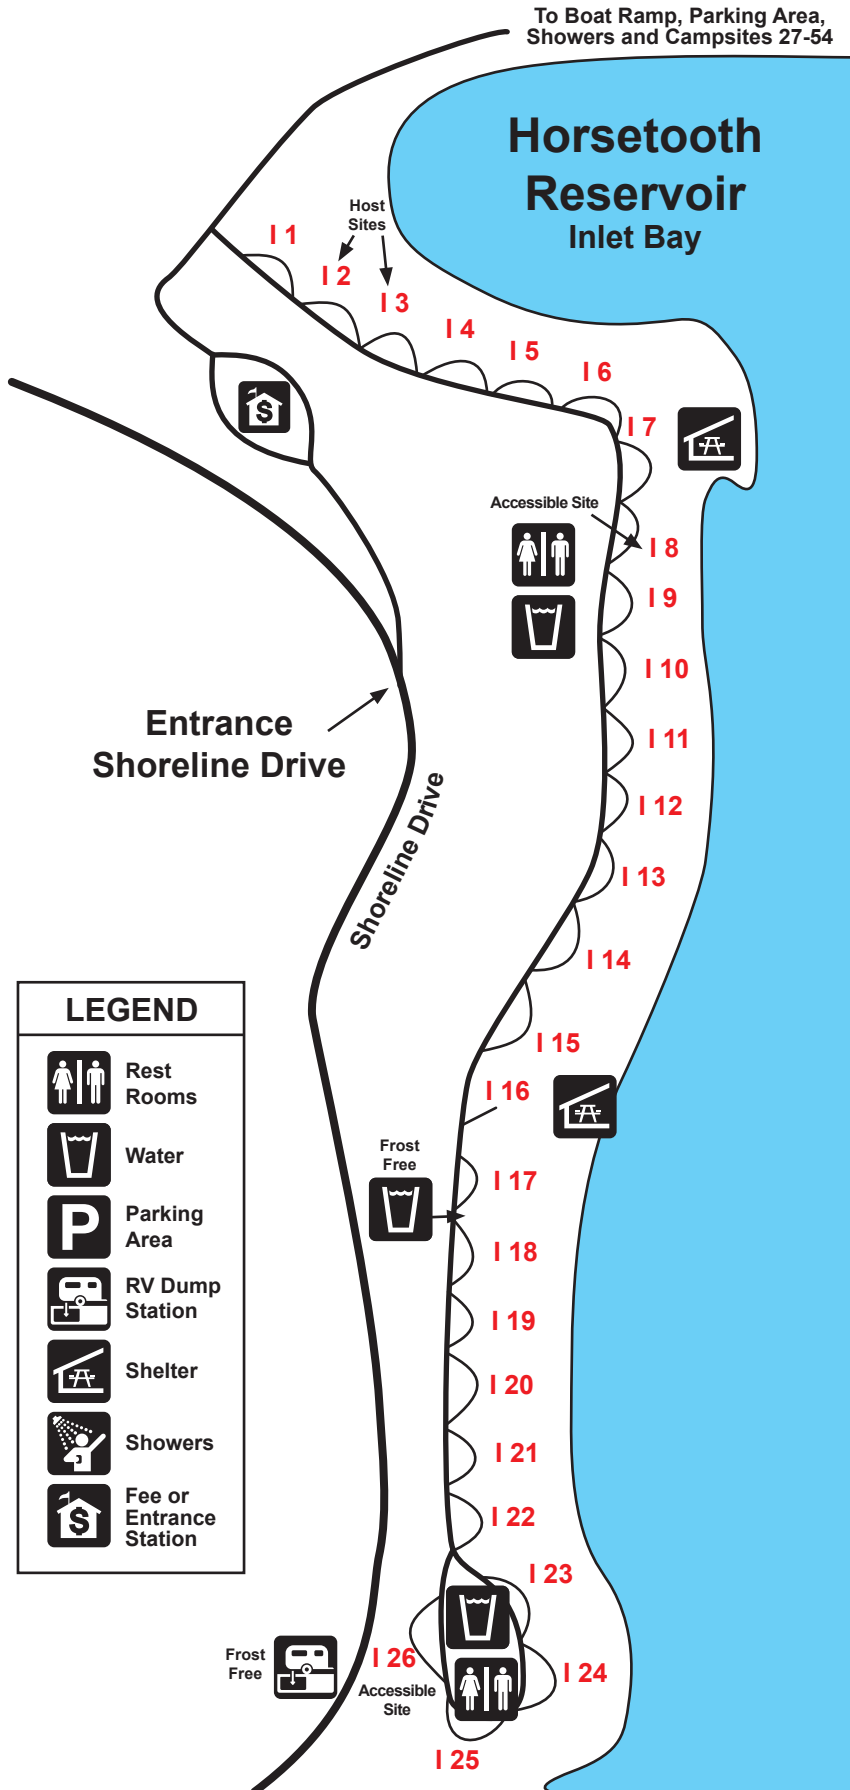 To Boat Ramp, Parking Area,
Showers and Campsites 27-54
Horsetooth
Reservoir
Inlet Bay
Host
Sites
I 1
I 2
I 3
I 4
I 5
I 6
I 7
$
Accessible Site
I 8
I 9
I 10
Entrance
Shoreline Drive
I 11
I 12
Shoreline Drive
I 13
I 14
I 15
I 16
Frost
Free
I 17
I 18
I 19
I 20
I 21
I 22
I 23
I 24
I 25
I 26
Accessible
Site
Frost
Free
LEGEND
Rest
Rooms
Water
P
Parking
Area
RV Dump
Station
Shelter
Showers
$
Fee or
Entrance
Station